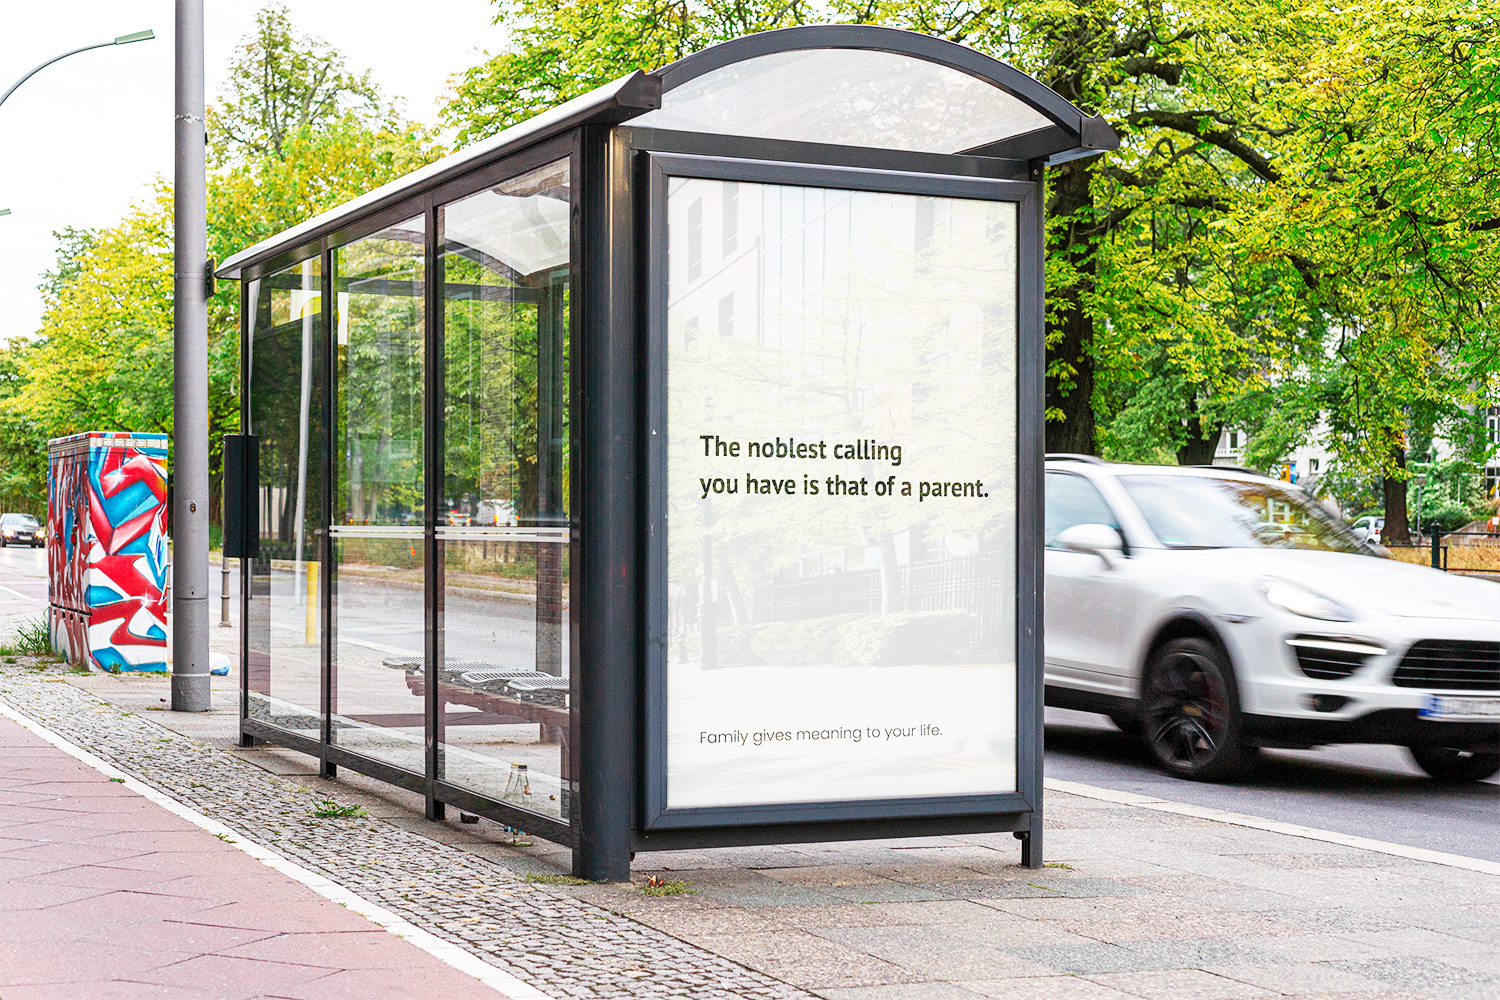 The noblest calling
you have is that of a parent.
Family gives meaning to your life.